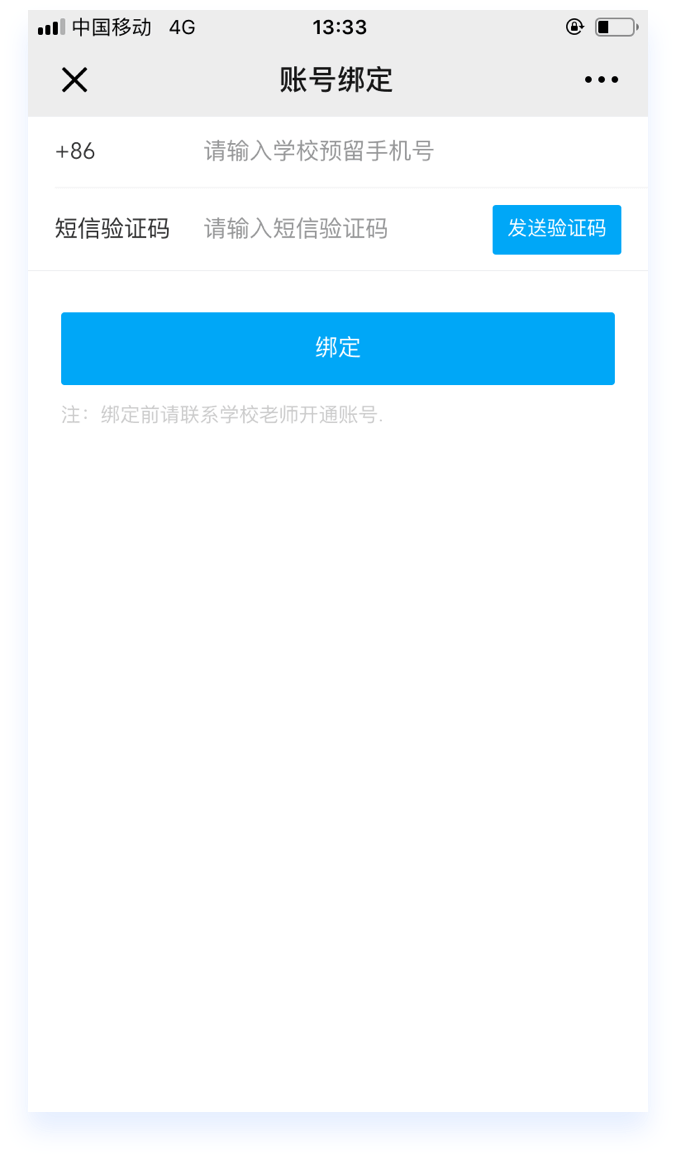 中国移动 4G 13:33
账号绑定
+86 请输入学校预留手机号
短信验证码 请输入短信验证码 发送验证码
绑定
注：绑定前请联系学校老师开通账号.